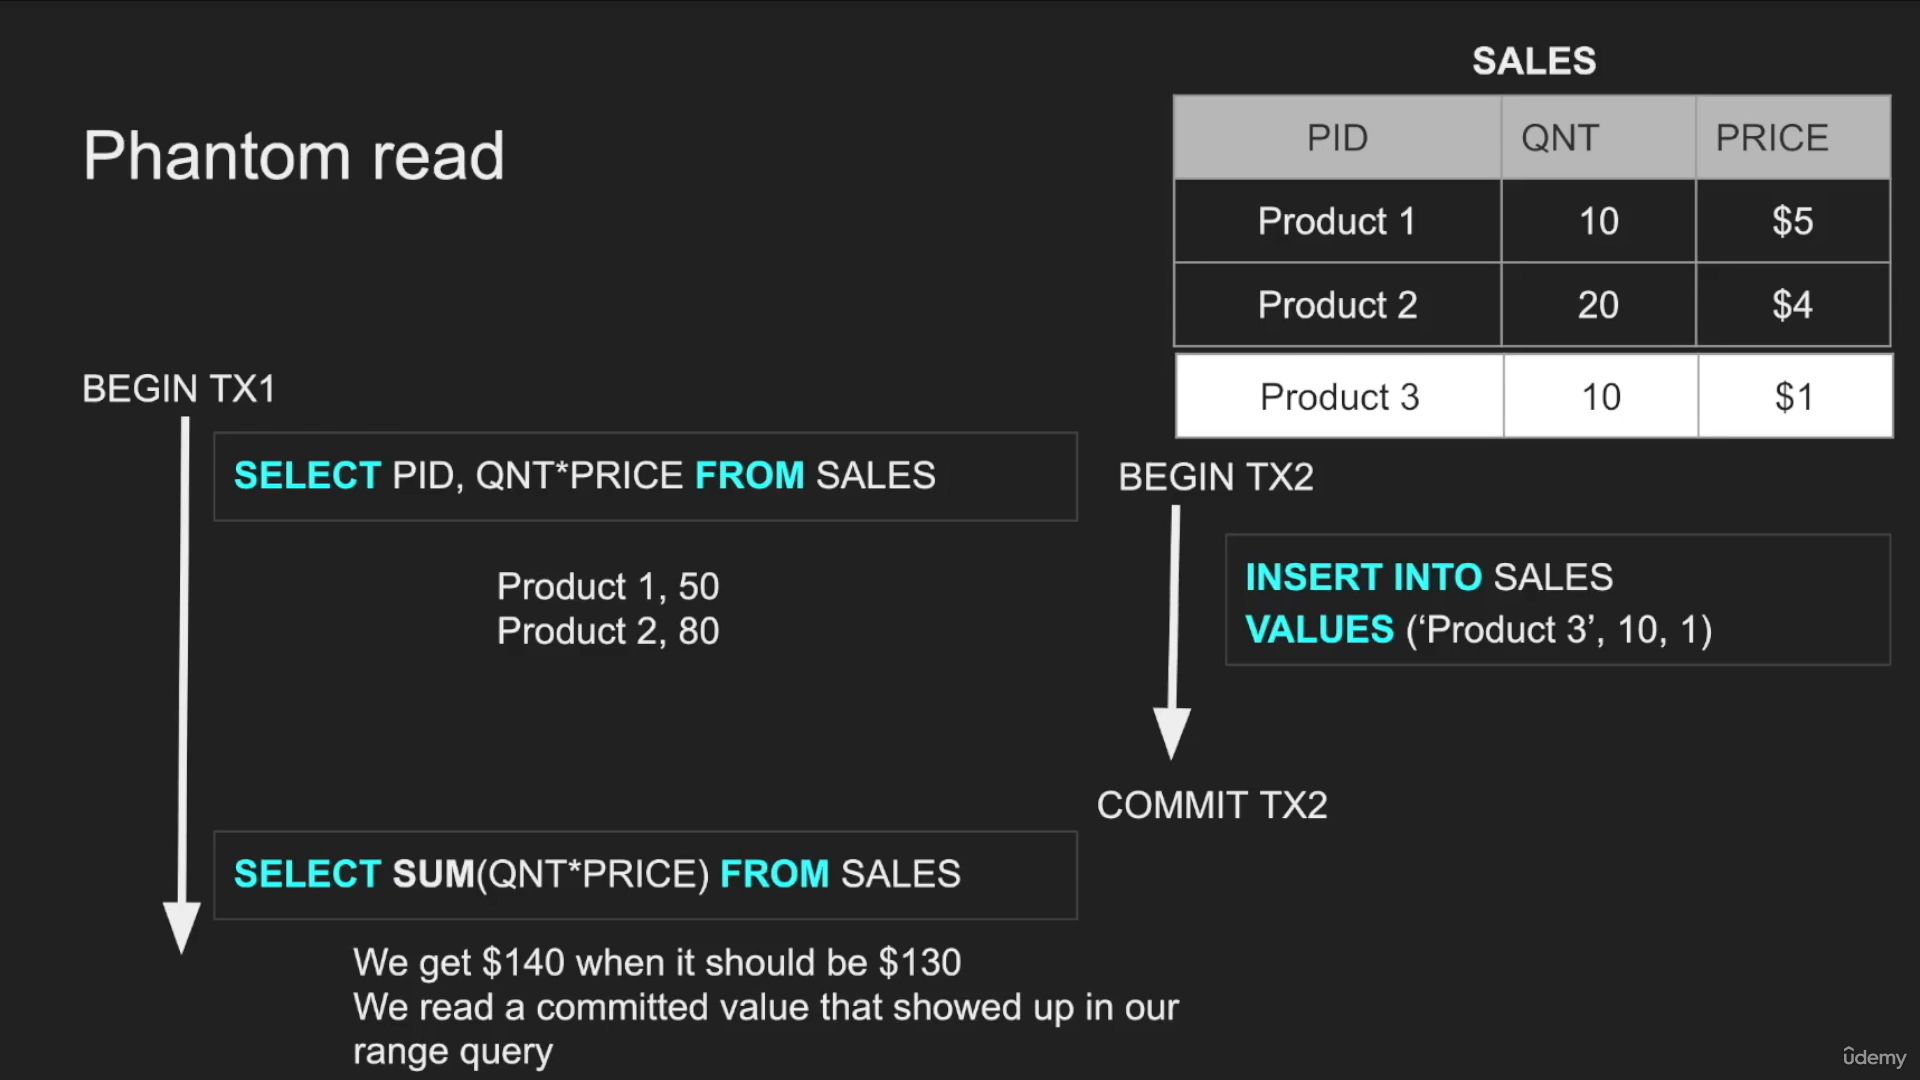 Phantom read
SALES
PID QNT PRICE
Product 1 10 $5
Product 2 20 $4
Product 3 10 $1
BEGIN TX1
SELECT PID, QNT*PRICE FROM SALES
Product 1, 50
Product 2, 80
BEGIN TX2
INSERT INTO SALES
VALUES (‘Product 3’, 10, 1)
COMMIT TX2
SELECT SUM(QNT*PRICE) FROM SALES
We get $140 when it should be $130
We read a committed value that showed up in our
range query
ûdemy